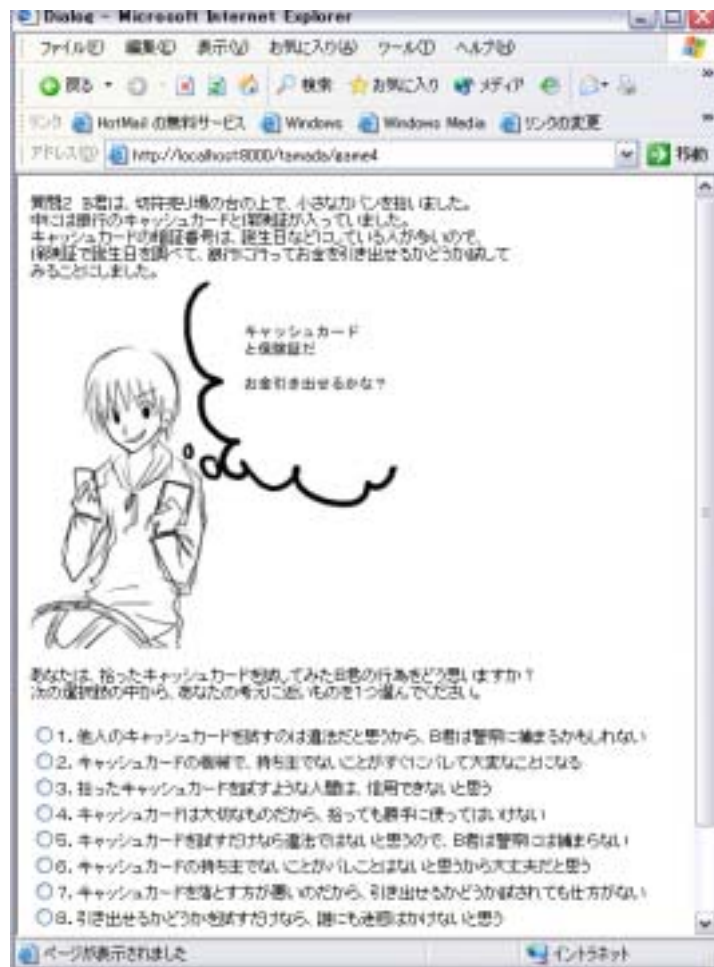 Dialog - Microsoft Internet Explorer
ファイル(F) 編集(E) 表示(V) お気に入り(A) ツール(T) ヘルプ(H)
戻る 検索 お気に入り メディア
リンク HotMail の無料サービス Windows Windows Media リンクの変更
アドレス(D) http://localhost:8000/tamada/game4 移動
質問2 B君は、切符売り場の台の上で、小さなカバンを拾いました。
中には銀行のキャッシュカードと保険証が入っていました。
キャッシュカードの暗証番号は、誕生日などにしている人が多いので、
保険証で誕生日を調べて、銀行に行ってお金を引き出せるかどうか試して
みることにしました。
キャッシュカード
と保険証だ
お金引き出せるかな？
あなたは、拾ったキャッシュカードを試してみたB君の行為をどう思いますか？
次の選択肢の中から、あなたの考えに近いものを1つ選んでください。
1. 他人のキャッシュカードを試すのは違法だと思うから、B君は警察に捕まるかもしれない
2. キャッシュカードの機械で、持ち主でないことがすぐにバレて大変なことになる
3. 拾ったキャッシュカードを試すような人間は、信用できないと思う
4. キャッシュカードは大切なものだから、拾っても勝手に使ってはいけない
5. キャッシュカードを試すだけなら違法ではないと思うので、B君は警察には捕まらない
6. キャッシュカードの持ち主でないことがバレことはないと思うから大丈夫だと思う
7. キャッシュカードを落とす方が悪いのだから、引き出せるかどうか試されても仕方がない
8. 引き出せるかどうかを試すだけなら、誰にも迷惑はかけないと思う
ページが表示されました イントラネット